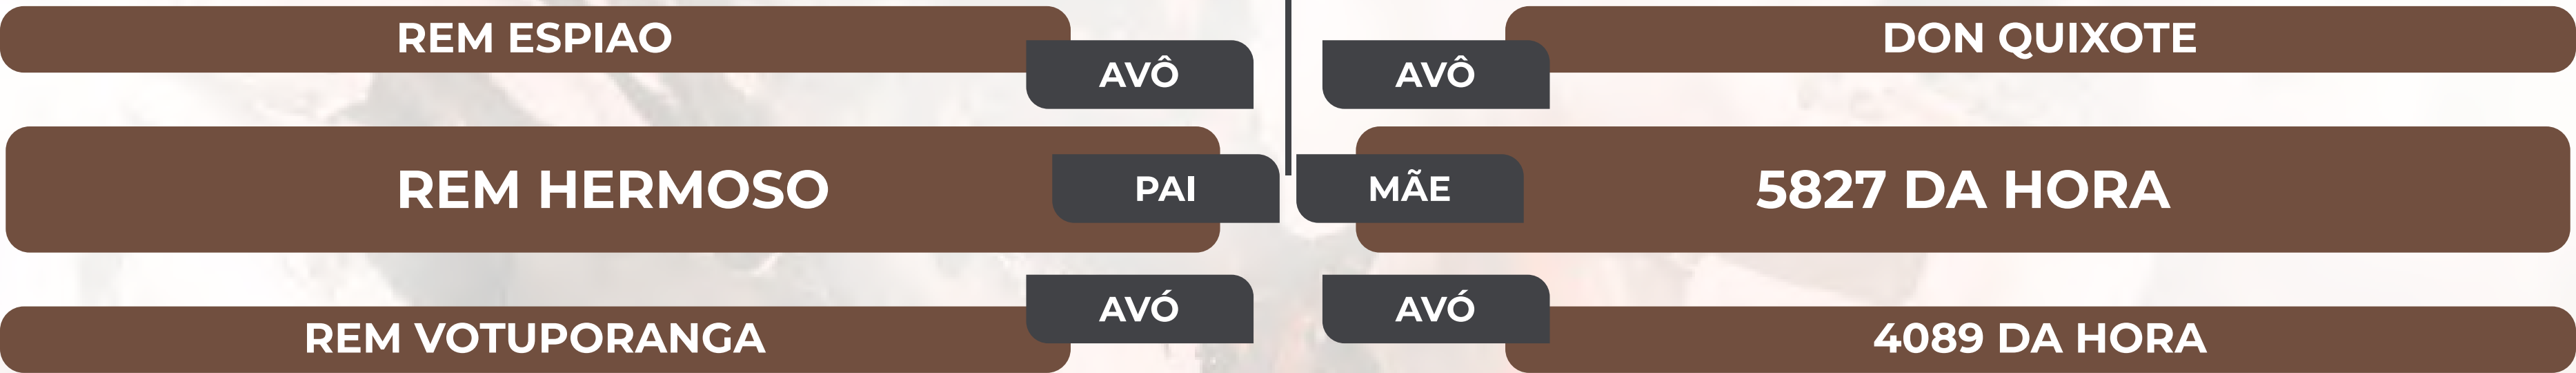 REM ESPIAO
AVÔ
REM HERMOSO
PAI
REM VOTUPORANGA
AVÓ
DON QUIXOTE
AVÔ
5827 DA HORA
MÃE
4089 DA HORA
AVÓ